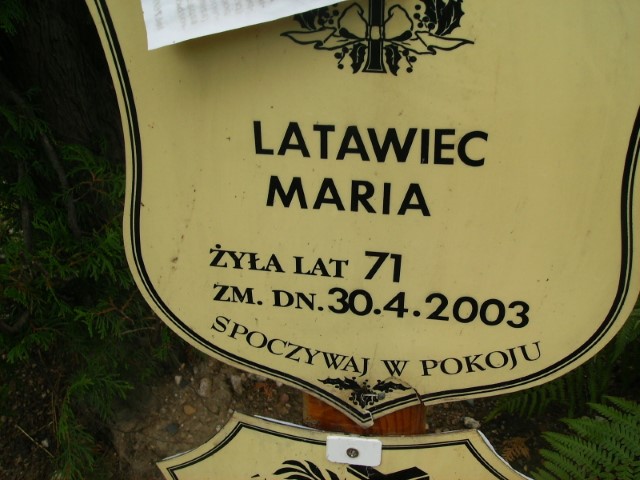 LATAWIEC
MARIA
ŻYŁA LAT 71
ZM. DN. 30.4.2003
SPOCZYWAJ W POKOJU